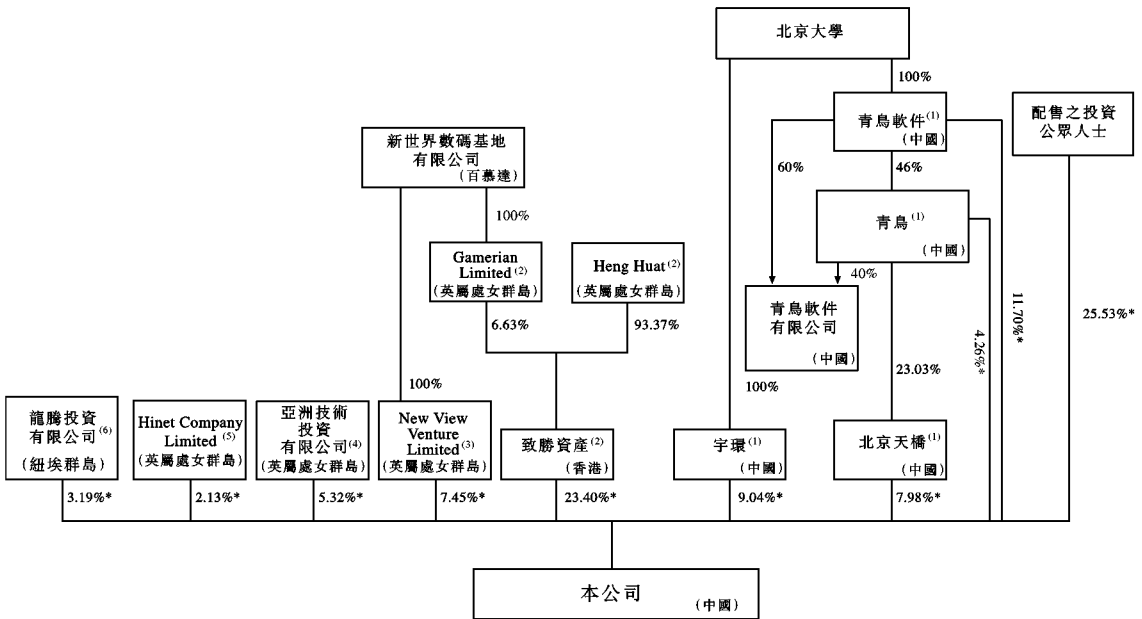 北京大學
100%
青鳥軟件(1)
(中國)
配售之投資
公眾人士
新世界數碼基地
有限公司
(百慕達)
60%
46%
100%
青鳥(1)
(中國)
Gamerian
Limited(2)
(英屬處女群島)
Heng Huat(2)
(英屬處女群島)
40%
青鳥軟件
有限公司
(中國)
11.70%*
4.26%*
25.53%*
6.63%
93.37%
23.03%
100%
100%
龍騰投資
有限公司(6)
(紐埃群島)
Hinet Company
Limited(5)
(英屬處女群島)
亞洲技術
投資
有限公司(4)
(英屬處女群島)
New View
Venture
Limited(3)
(英屬處女群島)
致勝資產(2)
(香港)
宇環(1)
(中國)
北京天橋(1)
(中國)
3.19%*
2.13%*
5.32%*
7.45%*
23.40%*
9.04%*
7.98%*
本公司
(中國)